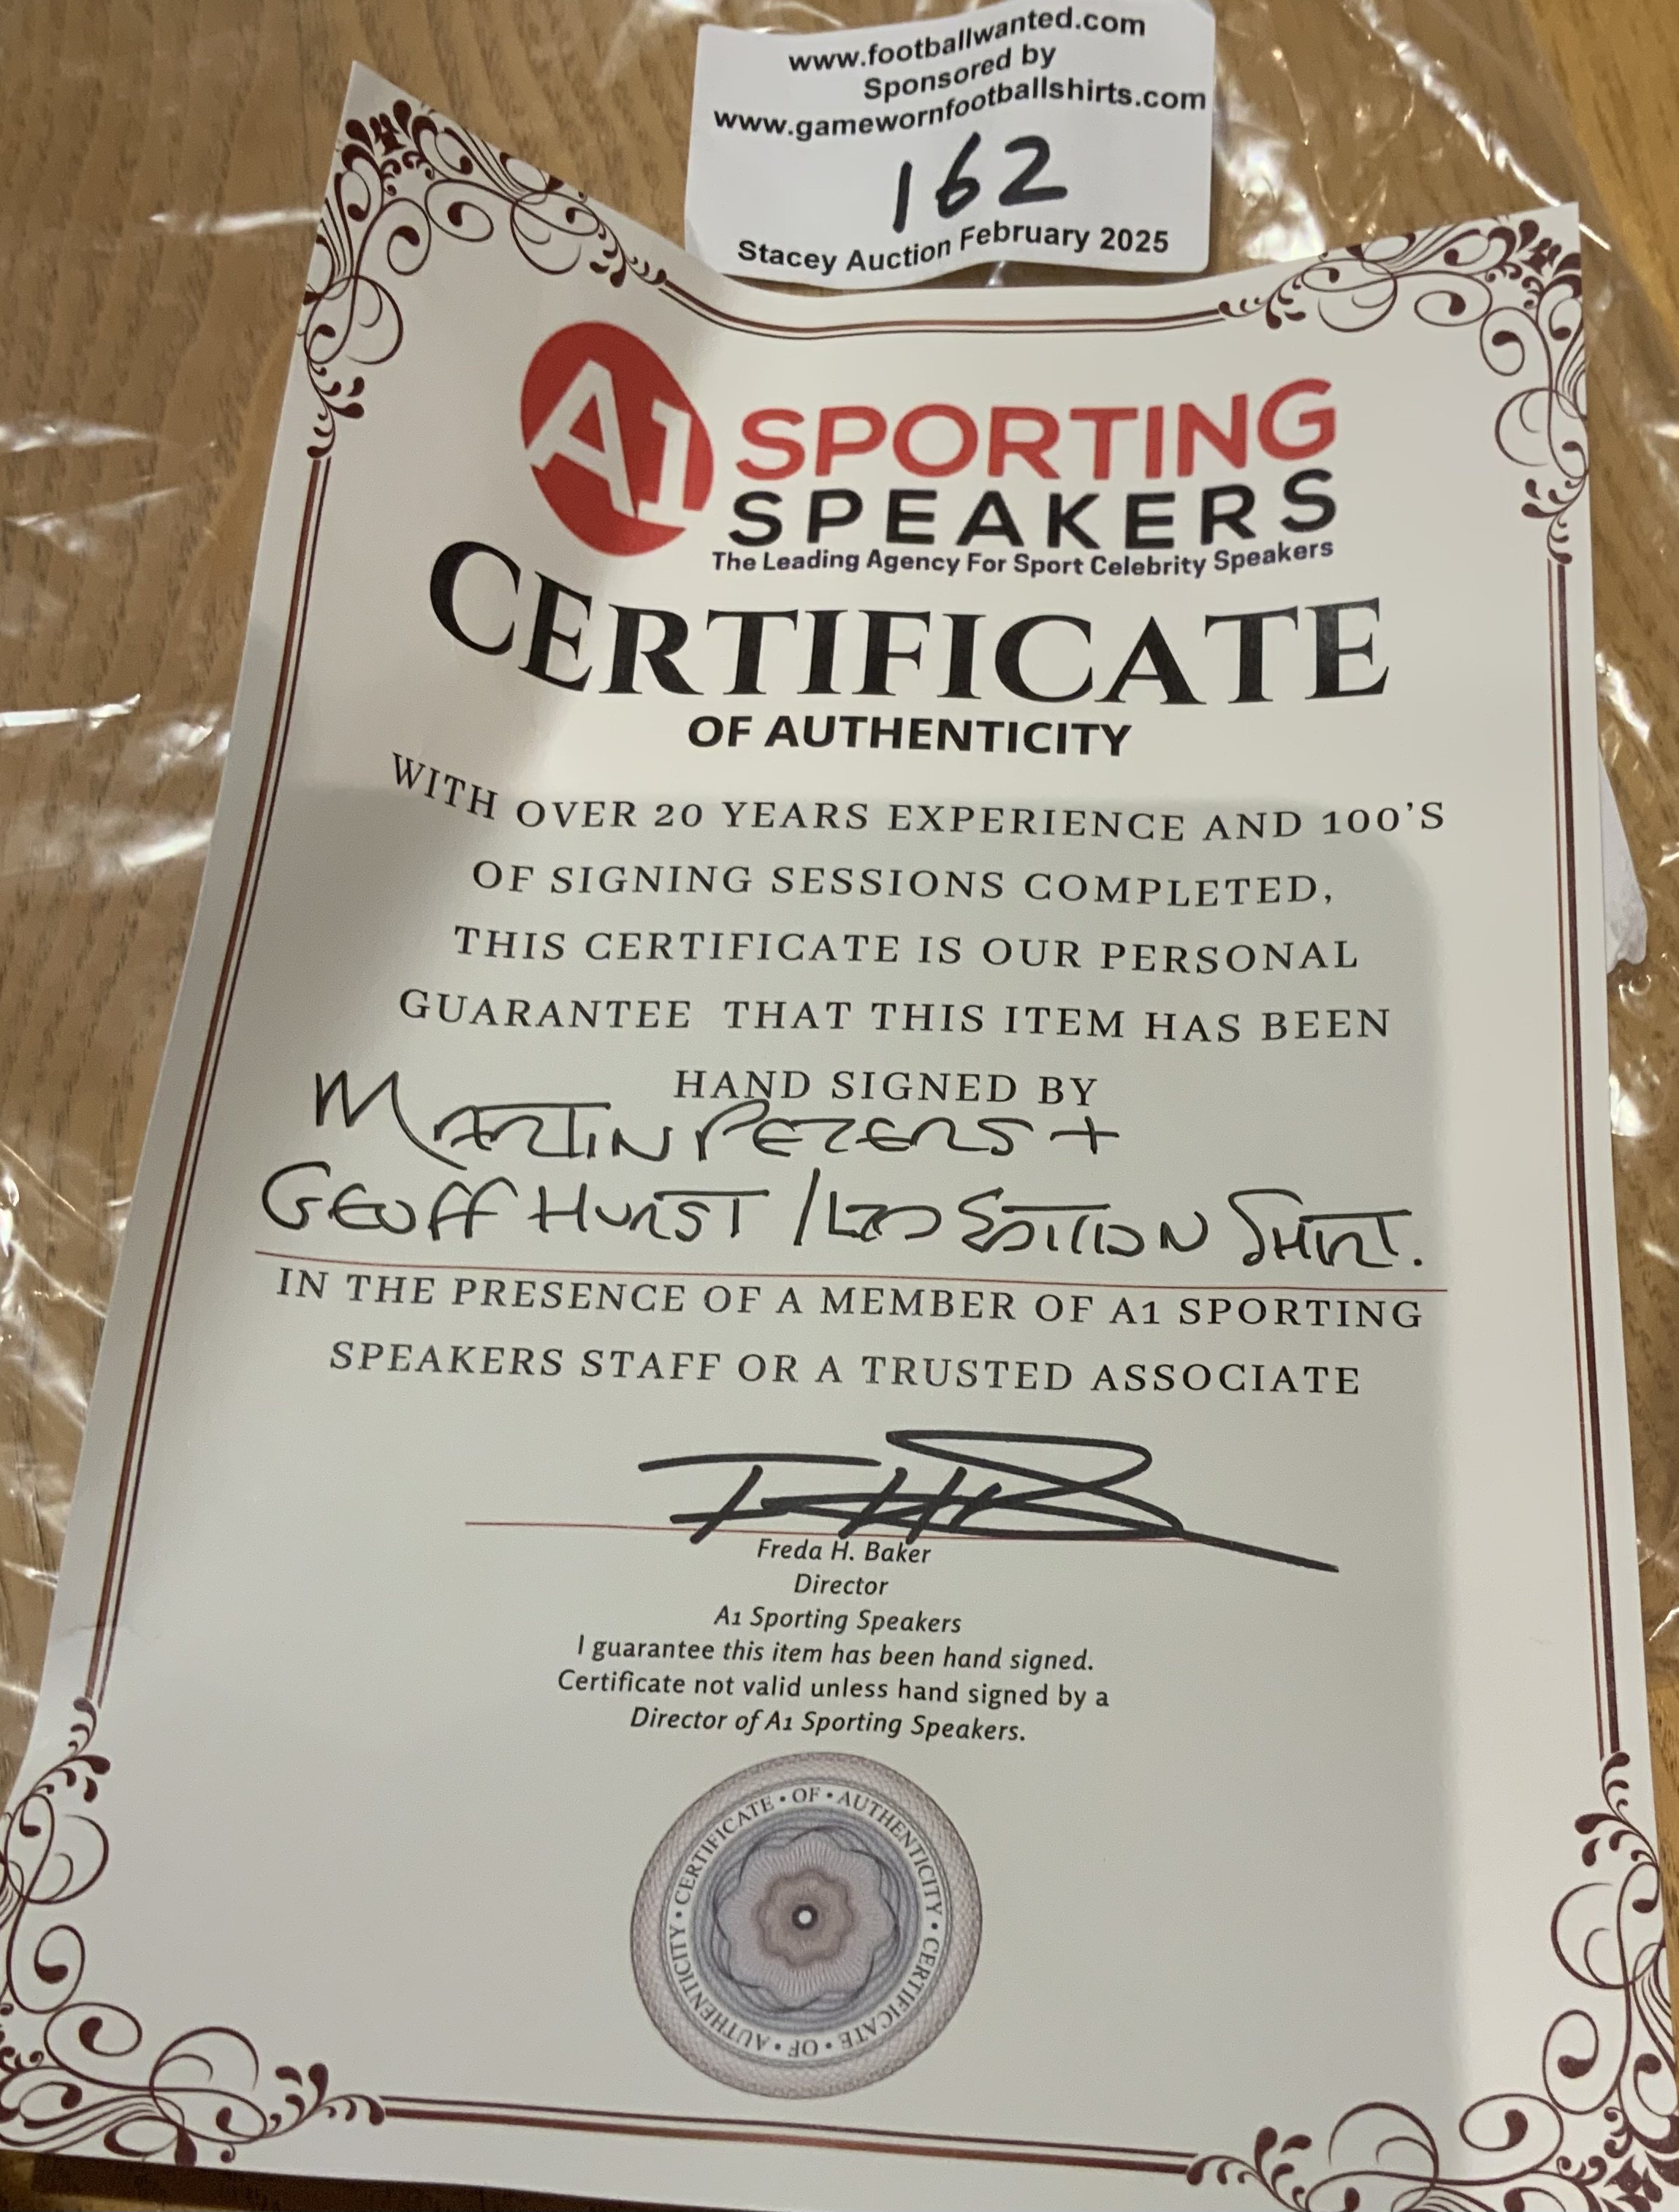 www.footballwanted.com
Sponsored by
www.gamewornfootballshirts.com
162
Stacey Auction February 2025
A1 SPORTING
SPEAKERS
The Leading Agency For Sport Celebrity Speakers
CERTIFICATE
OF AUTHENTICITY
WITH OVER 20 YEARS EXPERIENCE AND 100'S
OF SIGNING SESSIONS COMPLETED,
THIS CERTIFICATE IS OUR PERSONAL
GUARANTEE THAT THIS ITEM HAS BEEN
HAND SIGNED BY
MARTIN PETERS +
GEOFF HURST / LTD EDITION SHIRT.
IN THE PRESENCE OF A MEMBER OF A1 SPORTING
SPEAKERS STAFF OR A TRUSTED ASSOCIATE
Freda H. Baker
Director
A1 Sporting Speakers
I guarantee this item has been hand signed.
Certificate not valid unless hand signed by a
Director of A1 Sporting Speakers.
CERTIFICATE • OF • AUTHENTICITY • CERTIFICATE • OF • AUTHENTICITY •